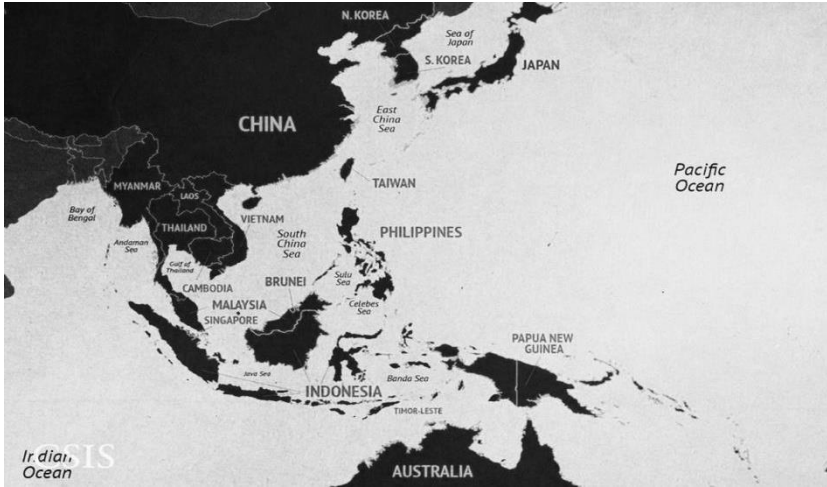 N. KOREA
Sea of
Japan
S. KOREA
JAPAN
East
China
Sea
CHINA
Pacific
Ocean
TAIWAN
MYANMAR
LAOS
Bay of
Bengal
VIETNAM
THAILAND
South
China
Sea
PHILIPPINES
Andaman
Sea
Gulf of
Thailand
Sulu
Sea
CAMBODIA
BRUNEI
MALAYSIA
Celebes
Sea
SINGAPORE
PAPUA NEW
GUINEA
Java Sea
Banda Sea
INDONESIA
TIMOR-LESTE
Indian
Ocean
CSIS
AUSTRALIA